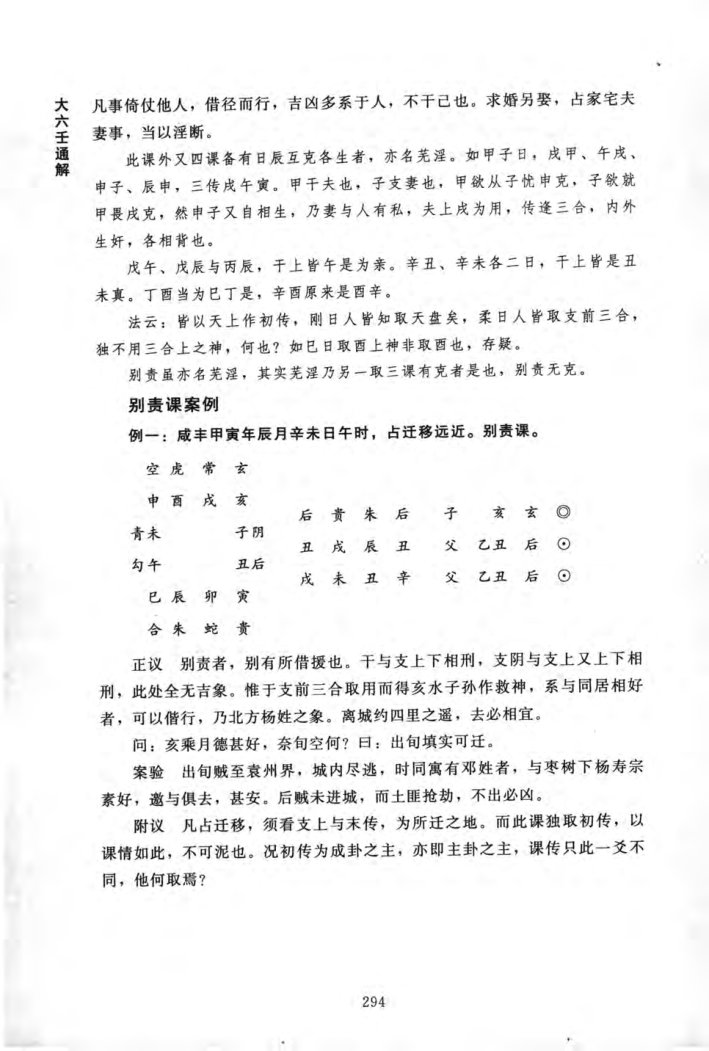 大六壬通解
凡事倚仗他人，借径而行，吉凶多系于人，不干己也。求婚另娶，占家宅夫
妻事，当以淫断。
此课外又四课备有日辰互克各生者，亦名芜淫。如甲子日，戌甲、午戌、
申子、辰申，三传戌午寅。甲干夫也，子支妻也，甲欲从子忧申克，子欲就
甲畏戌克，然申子又自相生，乃妻与人有私，夫上戌为用，传逢三合，内外
生奸，各相背也。
戊午、戊辰与丙辰，干上皆午是为亲。辛丑、辛未各二日，干上皆是丑
未真。丁酉当为巳丁是，辛酉原来是酉辛。
法云：皆以天上作初传，刚日人皆知取天盘矣，柔日人皆取支前三合，
独不用三合上之神，何也？如巳日取酉上神非取酉也，存疑。
别责虽亦名芜淫，其实芜淫乃另一取三课有克者是也，别责无克。
别责课案例
例一：咸丰甲寅年辰月辛未日午时，占迁移远近。别责课。
空 虎 常 玄
申 酉 戌 亥
青未 子阴
勾午 丑后
巳 辰 卯 寅
合 朱 蛇 贵
后 贵 朱 后 子 亥 玄 ◎
丑 戌 辰 丑 父 乙丑 后 ⊙
戌 未 丑 辛 父 乙丑 后 ⊙
正议 别责者，别有所借援也。干与支上下相刑，支阴与支上又上下相
刑，此处全无吉象。惟于支前三合取用而得亥水子孙作救神，系与同居相好
者，可以偕行，乃北方杨姓之象。离城约四里之遥，去必相宜。
问：亥乘月德甚好，奈旬空何？曰：出旬填实可迁。
案验 出旬贼至袁州界，城内尽逃，时同寓有邓姓者，与枣树下杨寿宗
素好，邀与俱去，甚安。后贼未进城，而土匪抢劫，不出必凶。
附议 凡占迁移，须看支上与末传，为所迁之地。而此课独取初传，以
课情如此，不可泥也。况初传为成卦之主，亦即主卦之主，课传只此一爻不
同，他何取焉？
294